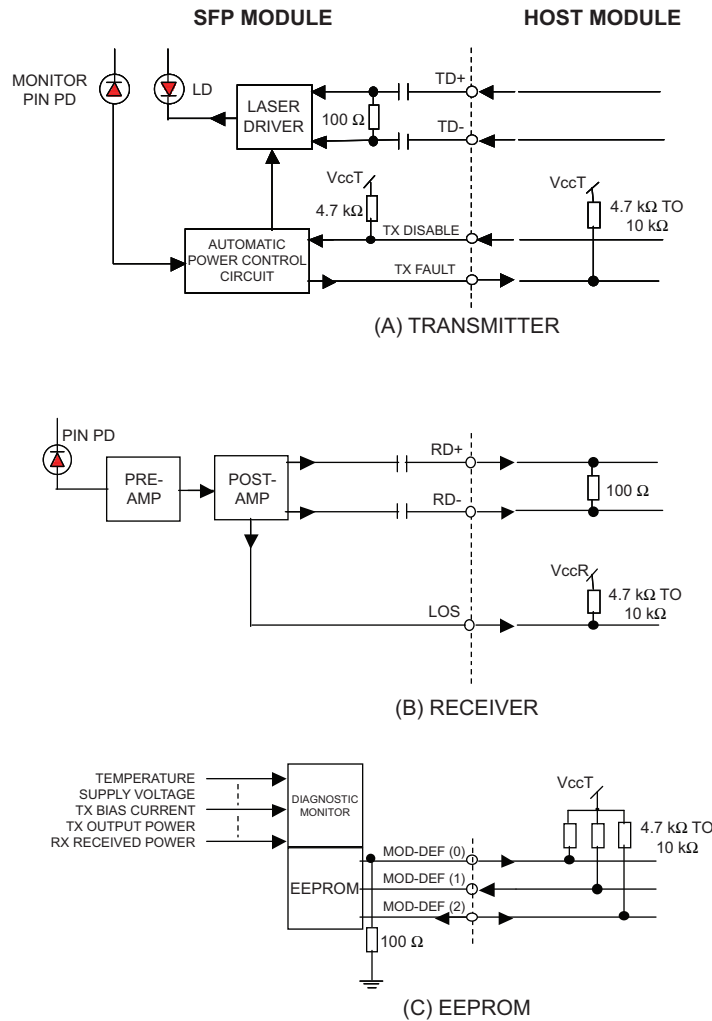 SFP MODULE
HOST MODULE
MONITOR
PIN PD
LD
LASER
DRIVER
100 Ω
TD+
TD-
VccT
4.7 kΩ
VccT
4.7 kΩ TO
10 kΩ
AUTOMATIC
POWER CONTROL
CIRCUIT
TX DISABLE
TX FAULT
(A) TRANSMITTER
PIN PD
PRE-
AMP
POST-
AMP
RD+
RD-
100 Ω
VccR
4.7 kΩ TO
10 kΩ
LOS
(B) RECEIVER
TEMPERATURE
SUPPLY VOLTAGE
TX BIAS CURRENT
TX OUTPUT POWER
RX RECEIVED POWER
DIAGNOSTIC
MONITOR
EEPROM
MOD-DEF (0)
MOD-DEF (1)
MOD-DEF (2)
100 Ω
VccT
4.7 kΩ TO
10 kΩ
(C) EEPROM